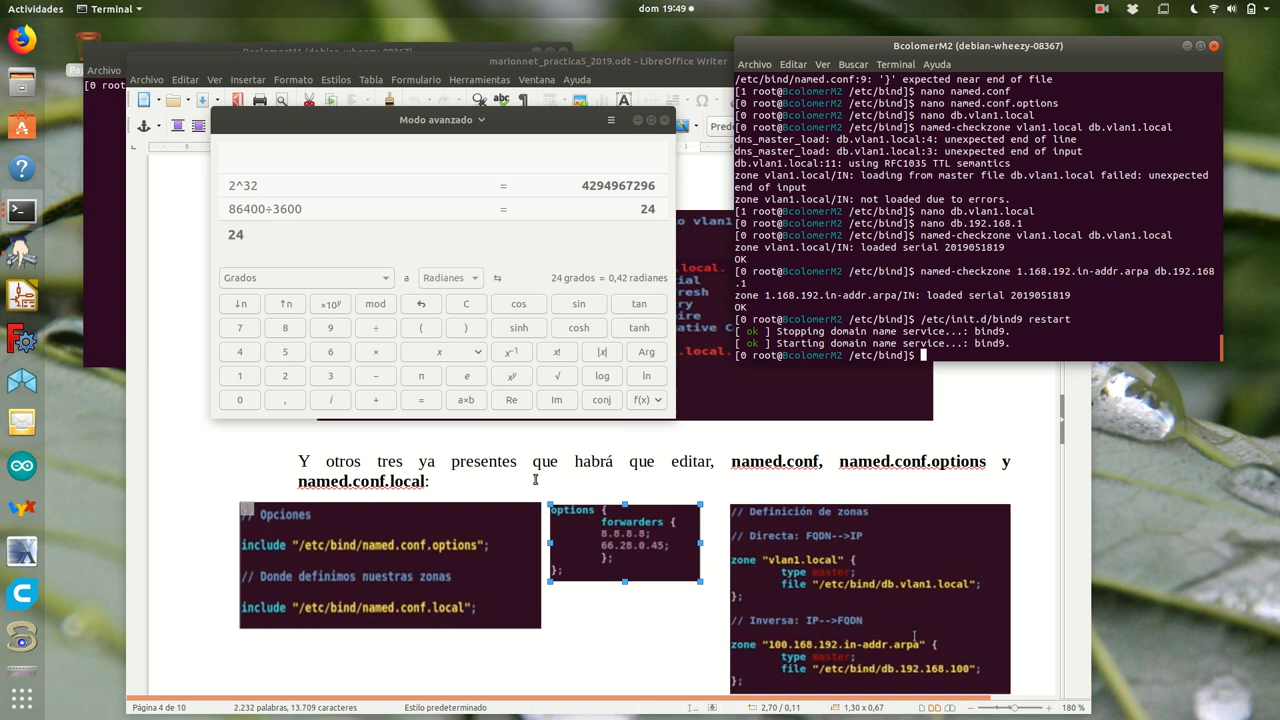 Actividades
Terminal
dom 19:49
BcolomerM1 (debian-wheezy-08367)
Archivo
[0 root
marionnet_practica5_2019.odt - LibreOffice Writer
Archivo Editar Ver Insertar Formato Estilos Tabla Formulario Herramientas Ventana Ayuda
Modo avanzado
2^32 = 4294967296
86400÷3600 = 24
24
Grados a Radianes 24 grados = 0,42 radianes
↓n ↑n ×10y mod ↶ C cos sin tan
7 8 9 ÷ ( ) sinh cosh tanh
4 5 6 × x x⁻¹ x! |x| Arg
1 2 3 − π e xy √ log ln
0 , i + = a×b Re Im conj f(x)
BcolomerM2 (debian-wheezy-08367)
Archivo Editar Ver Buscar Terminal Ayuda
/etc/bind/named.conf:9: '}' expected near end of file
[1 root@BcolomerM2 /etc/bind]$ nano named.conf
[0 root@BcolomerM2 /etc/bind]$ nano named.conf.options
[0 root@BcolomerM2 /etc/bind]$ nano db.vlan1.local
[0 root@BcolomerM2 /etc/bind]$ named-checkzone vlan1.local db.vlan1.local
dns_master_load: db.vlan1.local:4: unexpected end of line
dns_master_load: db.vlan1.local:3: unexpected end of input
db.vlan1.local:11: using RFC1035 TTL semantics
zone vlan1.local/IN: loading from master file db.vlan1.local failed: unexpected
end of input
zone vlan1.local/IN: not loaded due to errors.
[1 root@BcolomerM2 /etc/bind]$ nano db.vlan1.local
[0 root@BcolomerM2 /etc/bind]$ nano db.192.168.1
[0 root@BcolomerM2 /etc/bind]$ named-checkzone vlan1.local db.vlan1.local
zone vlan1.local/IN: loaded serial 2019051819
OK
[0 root@BcolomerM2 /etc/bind]$ named-checkzone 1.168.192.in-addr.arpa db.192.168
.1
zone 1.168.192.in-addr.arpa/IN: loaded serial 2019051819
OK
[0 root@BcolomerM2 /etc/bind]$ /etc/init.d/bind9 restart
[ ok ] Stopping domain name service...: bind9.
[ ok ] Starting domain name service...: bind9.
[0 root@BcolomerM2 /etc/bind]$
Y otros tres ya presentes que habrá que editar, named.conf, named.conf.options y
named.conf.local:
// Opciones
include "/etc/bind/named.conf.options";
// Donde definimos nuestras zonas
include "/etc/bind/named.conf.local";
options {
forwarders {
8.8.8.8;
66.28.0.45;
};
};
// Definición de zonas
// Directa: FQDN-->IP
zone "vlan1.local" {
type master;
file "/etc/bind/db.vlan1.local";
};
// Inversa: IP-->FQDN
zone "100.168.192.in-addr.arpa" {
type master;
file "/etc/bind/db.192.168.100";
};
Página 4 de 10 2.232 palabras, 13.709 caracteres Estilo predeterminado 2,70 / 0,11 1,30 x 0,67 180 %